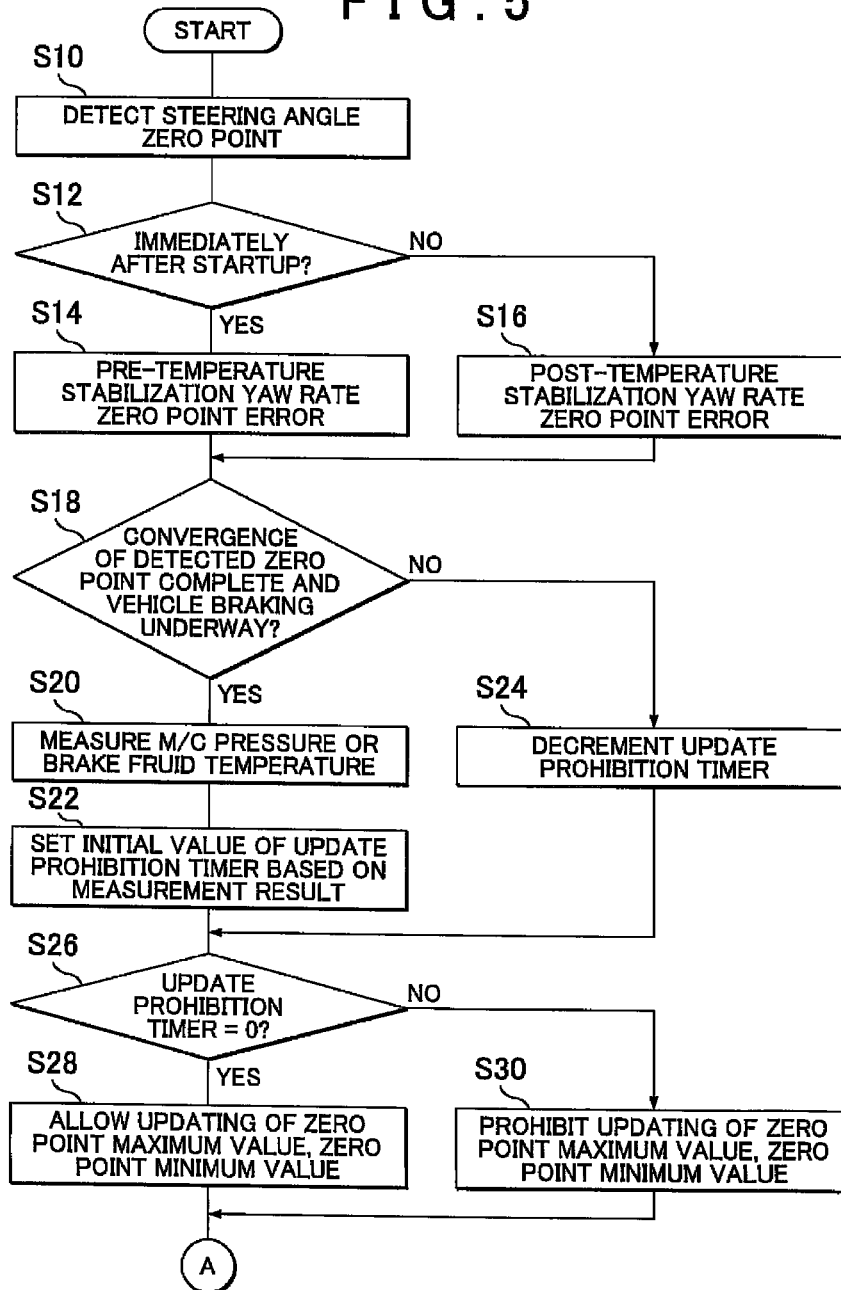 FIG.5
START
S10
DETECT STEERING ANGLE
ZERO POINT
S12
IMMEDIATELY
AFTER STARTUP?
NO
YES
S14
PRE-TEMPERATURE
STABILIZATION YAW RATE
ZERO POINT ERROR
S16
POST-TEMPERATURE
STABILIZATION YAW RATE
ZERO POINT ERROR
S18
CONVERGENCE
OF DETECTED ZERO
POINT COMPLETE AND
VEHICLE BRAKING
UNDERWAY?
NO
YES
S20
MEASURE M/C PRESSURE OR
BRAKE FRUID TEMPERATURE
S24
DECREMENT UPDATE
PROHIBITION TIMER
S22
SET INITIAL VALUE OF UPDATE
PROHIBITION TIMER BASED ON
MEASUREMENT RESULT
S26
UPDATE
PROHIBITION
TIMER = 0?
NO
YES
S28
ALLOW UPDATING OF ZERO
POINT MAXIMUM VALUE, ZERO
POINT MINIMUM VALUE
S30
PROHIBIT UPDATING OF ZERO
POINT MAXIMUM VALUE, ZERO
POINT MINIMUM VALUE
A